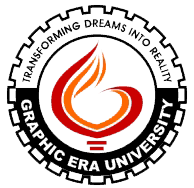 TRANSFORMING DREAMS INTO REALITY
GRAPHIC ERA UNIVERSITY